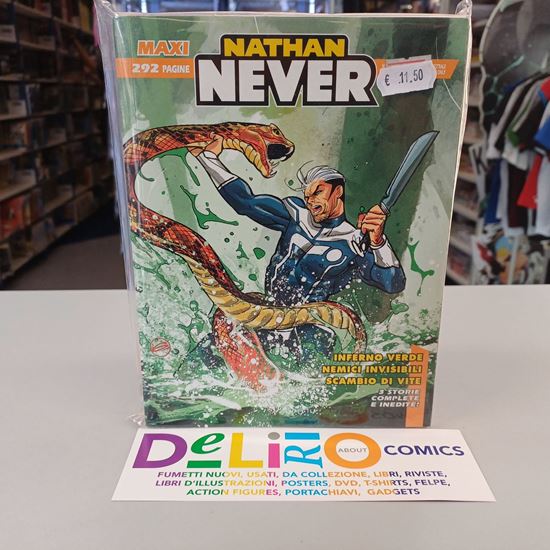 MAXI
292 PAGINE
NATHAN
NEVER
€ 11.50
INFERNO VERDE
NEMICI INVISIBILI
SCAMBIO DI VITE
3 STORIE
COMPLETE
E INEDITE!
DeLiRiO ABOUT COMICS
FUMETTI NUOVI, USATI, DA COLLEZIONE, LIBRI, RIVISTE,
LIBRI D'ILLUSTRAZIONI, POSTERS, DVD, T-SHIRTS, FELPE,
ACTION FIGURES, PORTACHIAVI, GADGETS